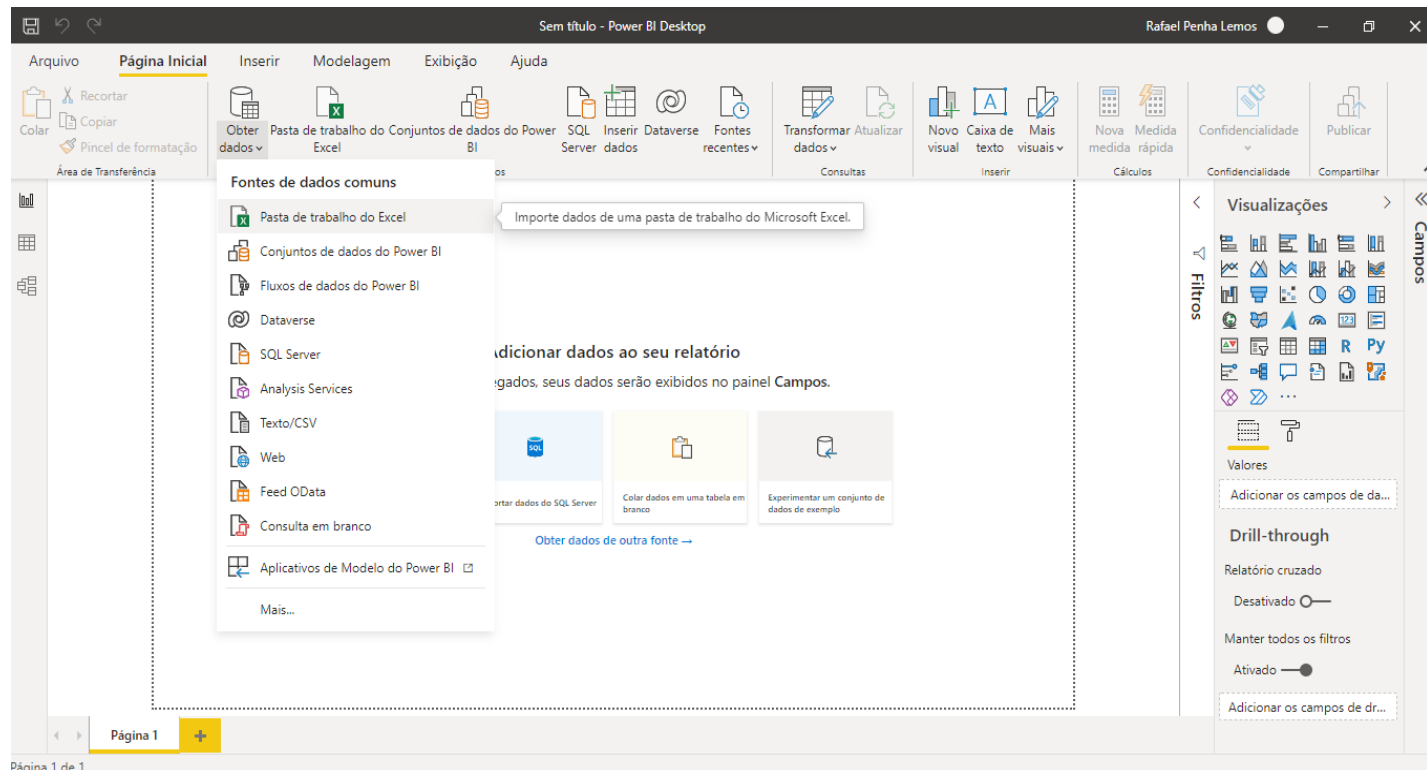 Sem título - Power BI Desktop
Rafael Penha Lemos
Arquivo
Página Inicial
Inserir
Modelagem
Exibição
Ajuda
Colar
Recortar
Copiar
Pincel de formatação
Área de Transferência
Obter dados
Pasta de trabalho do Excel
Conjuntos de dados do Power BI
SQL Server
Inserir dados
Dataverse
Fontes recentes
os
Transformar dados
Atualizar
Consultas
Novo visual
Caixa de texto
Mais visuais
Inserir
Nova medida
Medida rápida
Cálculos
Confidencialidade
Confidencialidade
Publicar
Compartilhar
Fontes de dados comuns
Pasta de trabalho do Excel
Importe dados de uma pasta de trabalho do Microsoft Excel.
Conjuntos de dados do Power BI
Fluxos de dados do Power BI
Dataverse
SQL Server
Analysis Services
Texto/CSV
Web
Feed OData
Consulta em branco
Aplicativos de Modelo do Power BI
Mais...
Adicionar dados ao seu relatório
egados, seus dados serão exibidos no painel Campos.
SQL
ortar dados do SQL Server
Colar dados em uma tabela em
branco
Experimentar um conjunto de
dados de exemplo
Obter dados de outra fonte →
Filtros
Visualizações
Campos
123
R
Py
Valores
Adicionar os campos de da...
Drill-through
Relatório cruzado
Desativado
Manter todos os filtros
Ativado
Adicionar os campos de dr...
Página 1
Página 1 de 1